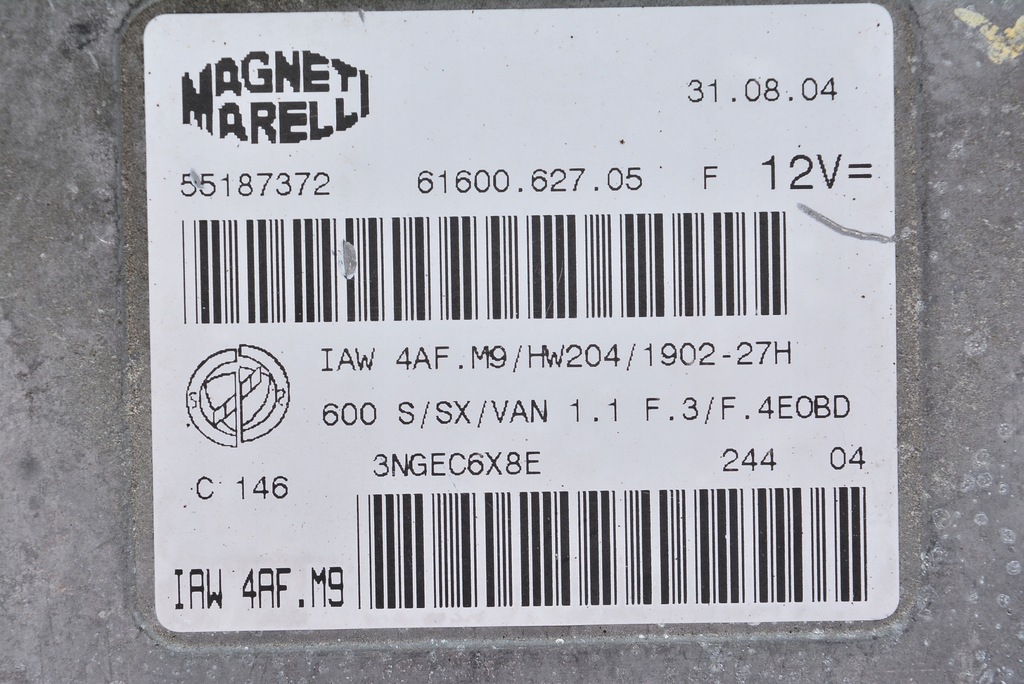 MAGNETI
MARELLI
31.08.04
55187372 61600.627.05 F 12V=
IAW 4AF.M9/HW204/1902-27H
600 S/SX/VAN 1.1 F.3/F.4EOBD
3NGEC6X8E 244 04
C 146
IAW 4AF.M9